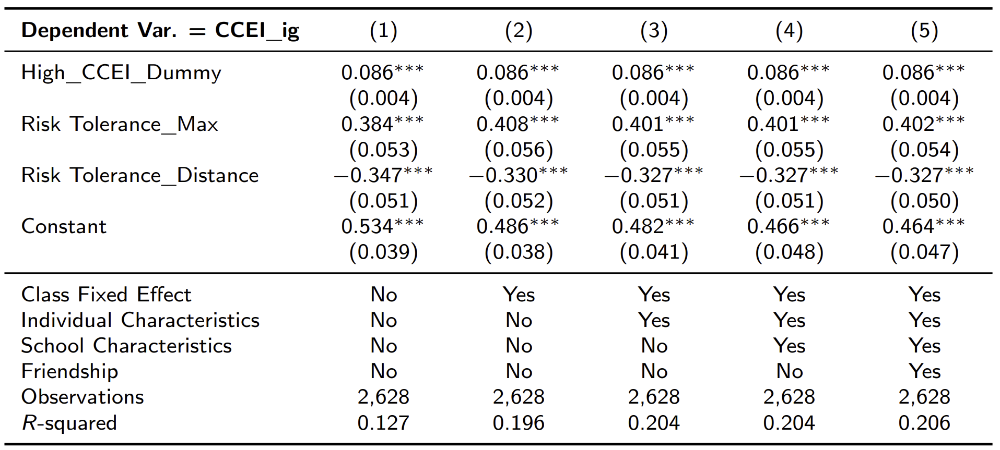 Dependent Var. = CCEI_ig (1) (2) (3) (4) (5)
High_CCEI_Dummy 0.086*** 0.086*** 0.086*** 0.086*** 0.086***
(0.004) (0.004) (0.004) (0.004) (0.004)
Risk Tolerance_Max 0.384*** 0.408*** 0.401*** 0.401*** 0.402***
(0.053) (0.056) (0.055) (0.055) (0.054)
Risk Tolerance_Distance −0.347*** −0.330*** −0.327*** −0.327*** −0.327***
(0.051) (0.052) (0.051) (0.051) (0.050)
Constant 0.534*** 0.486*** 0.482*** 0.466*** 0.464***
(0.039) (0.038) (0.041) (0.048) (0.047)
Class Fixed Effect No Yes Yes Yes Yes
Individual Characteristics No No Yes Yes Yes
School Characteristics No No No Yes Yes
Friendship No No No No Yes
Observations 2,628 2,628 2,628 2,628 2,628
R-squared 0.127 0.196 0.204 0.204 0.206